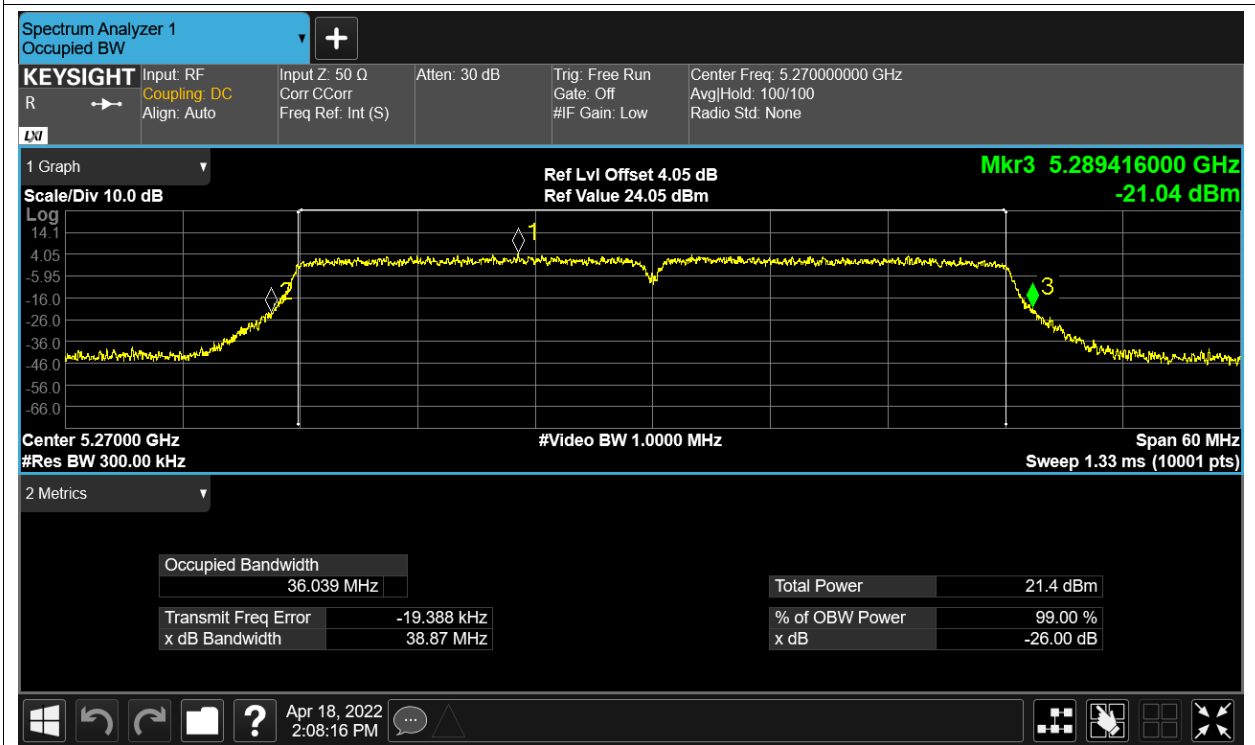 Spectrum Analyzer 1
Occupied BW
+
KEYSIGHT
R
LXI
Input: RF
Coupling: DC
Align: Auto
Input Z: 50 Ω
Corr CCorr
Freq Ref: Int (S)
Atten: 30 dB
Trig: Free Run
Gate: Off
#IF Gain: Low
Center Freq: 5.270000000 GHz
Avg|Hold: 100/100
Radio Std: None
1 Graph
Scale/Div 10.0 dB
Ref Lvl Offset 4.05 dB
Ref Value 24.05 dBm
Mkr3 5.289416000 GHz
-21.04 dBm
Log
14.1
4.05
-5.95
-16.0
-26.0
-36.0
-46.0
-56.0
-66.0
1
2
3
Center 5.27000 GHz
#Video BW 1.0000 MHz
Span 60 MHz
#Res BW 300.00 kHz
Sweep 1.33 ms (10001 pts)
2 Metrics
Occupied Bandwidth
36.039 MHz
Total Power 21.4 dBm
Transmit Freq Error -19.388 kHz
% of OBW Power 99.00 %
x dB Bandwidth 38.87 MHz
x dB -26.00 dB
?
Apr 18, 2022
2:08:16 PM